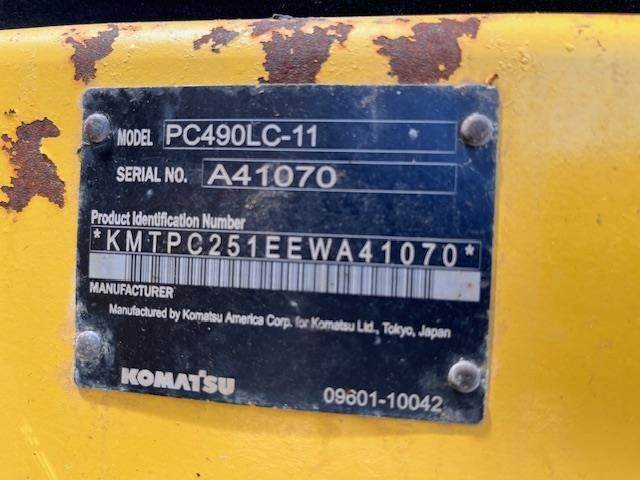 MODEL PC490LC-11
SERIAL NO. A41070
Product Identification Number
*KMTPC251EEWA41070*
MANUFACTURER
Manufactured by Komatsu America Corp. for Komatsu Ltd., Tokyo, Japan
KOMATSU 09601-10042